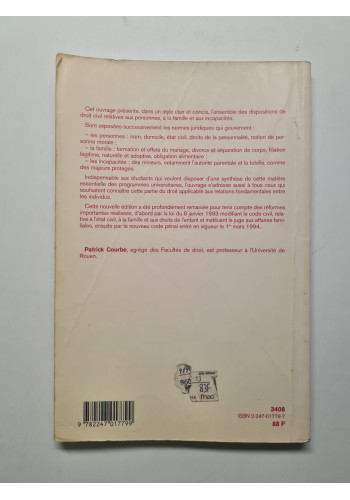 Cet ouvrage présente, dans un style clair et concis, l'ensemble des dispositions de
droit civil relatives aux personnes, à la famille et aux incapacités.
Sont exposées successivement les normes juridiques qui gouvernent :
– les personnes : nom, domicile, état civil, droits de la personnalité, notion de per-
sonne morale ;
– la famille : formation et effets du mariage, divorce et séparation de corps, filiation
légitime, naturelle et adoptive, obligation alimentaire ;
– les incapacités : des mineurs, notamment l'autorité parentale et la tutelle, comme
des majeurs protégés.
Indispensable aux étudiants qui veulent disposer d'une synthèse de cette matière
essentielle des programmes universitaires, l'ouvrage s'adresse aussi à tous ceux qui
souhaitent connaître cette partie du droit applicable aux relations fondamentales entre
les individus.
Cette nouvelle édition a été profondément remaniée pour tenir compte des réformes
importantes réalisées, d'abord par la loi du 8 janvier 1993 modifiant le code civil, rela-
tive à l'état civil, à la famille et aux droits de l'enfant et instituant le juge aux affaires fami-
liales, ensuite par le nouveau code pénal entré en vigueur le 1er mars 1994.
Patrick Courbe, agrégé des Facultés de droit, est professeur à l'Université de
Rouen.
83F
fnac
3408
ISBN 2-247-01779-7
88 F
9 782247 017799